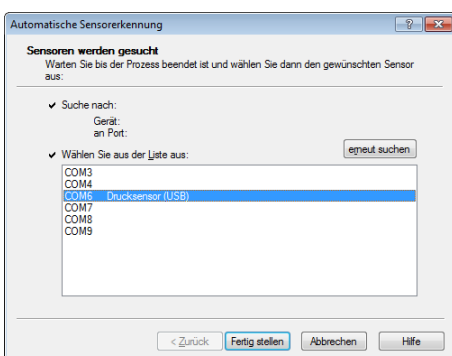 Automatische Sensorerkennung
Sensoren werden gesucht
Warten Sie bis der Prozess beendet ist und wählen Sie dann den gewünschten Sensor
aus:
Suche nach:
Gerät:
an Port:
Wählen Sie aus der Liste aus:
erneut suchen
COM3
COM4
COM6 Drucksensor (USB)
COM7
COM8
COM9
< Zurück
Fertig stellen
Abbrechen
Hilfe